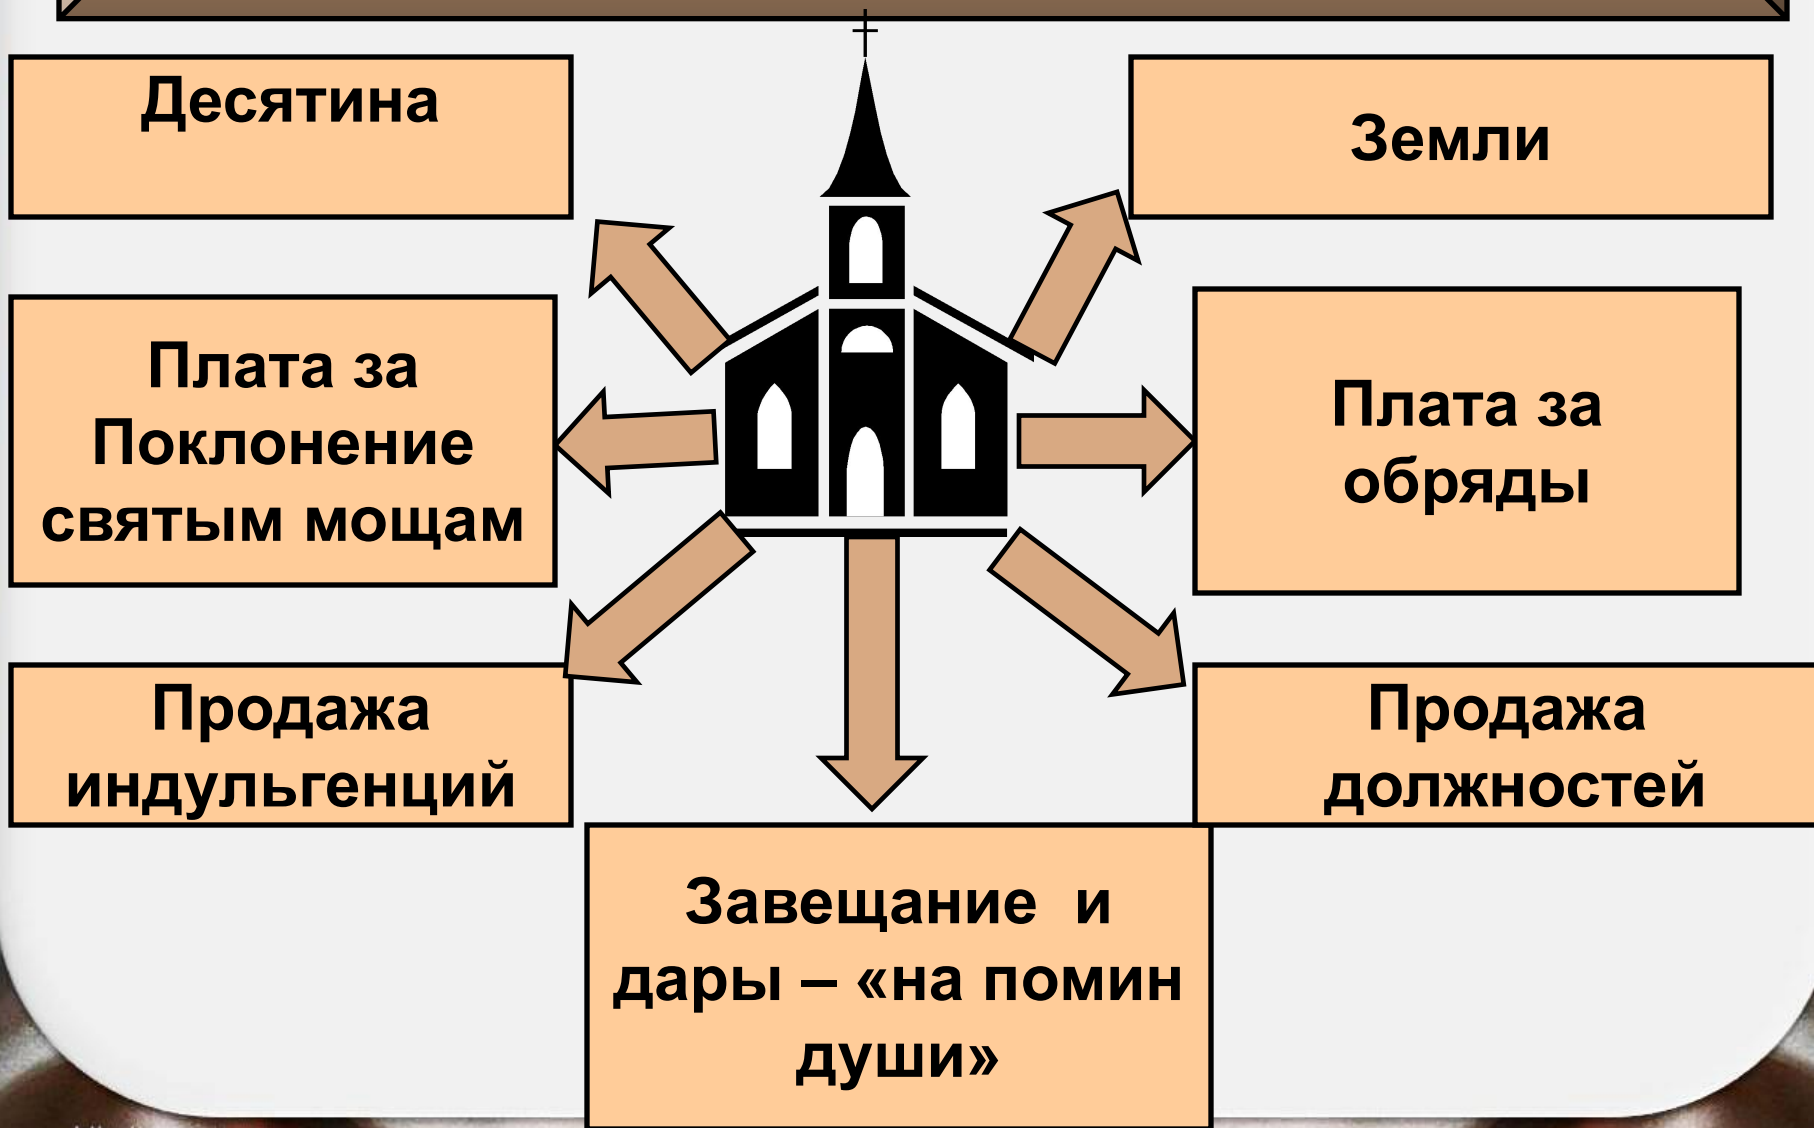 Десятина
Земли
Плата за
Поклонение
святым мощам
Плата за
обряды
Продажа
индульгенций
Продажа
должностей
Завещание и
дары – «на помин
души»